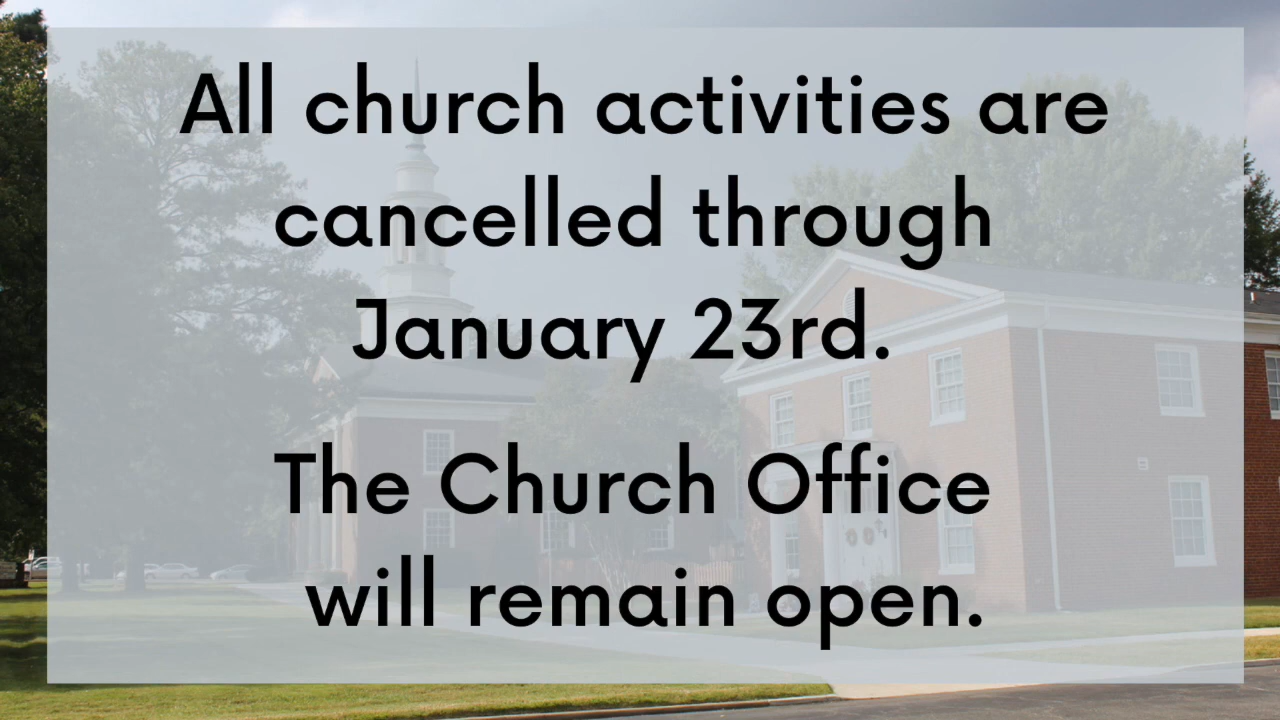 All church activities are
cancelled through
January 23rd.
The Church Office
will remain open.